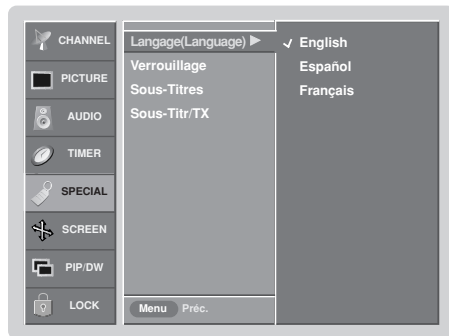 CHANNEL
PICTURE
AUDIO
TIMER
SPECIAL
SCREEN
PIP/DW
LOCK
Langage(Language) ►
Verrouillage
Sous-Titres
Sous-Titr/TX
Menu Préc.
✓ English
Español
Français